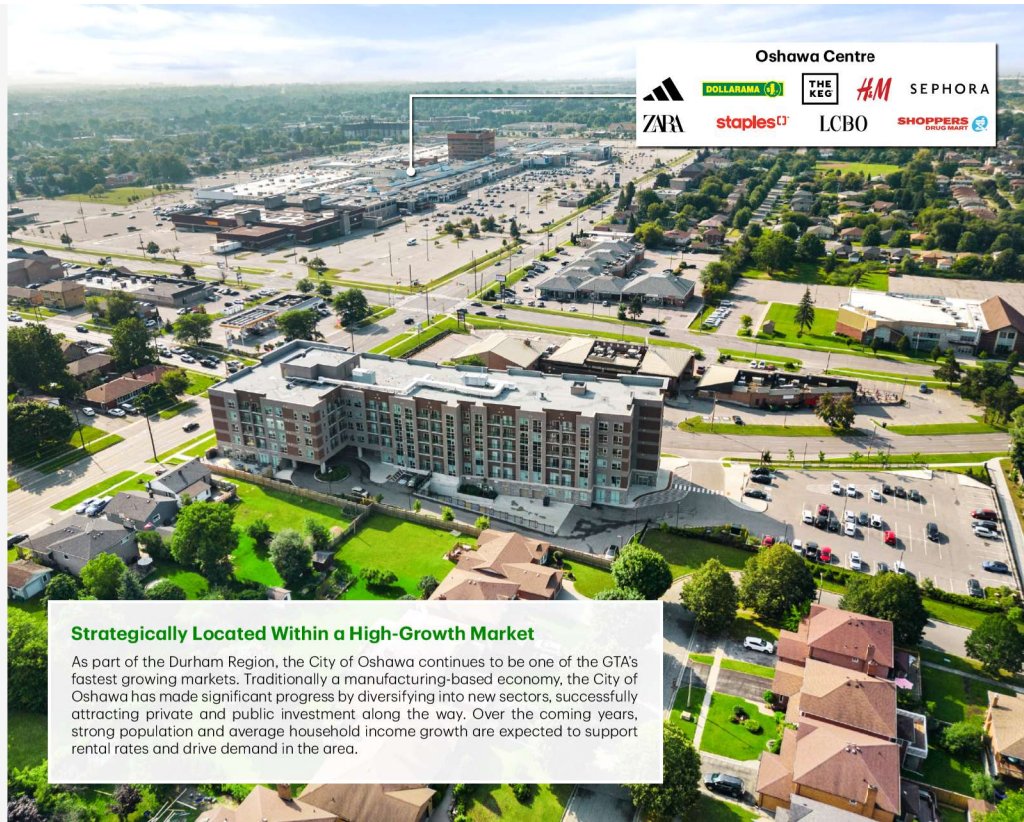 Oshawa Centre
DOLLARAMA
THE
KEG
H&M
SEPHORA
ZARA
staples
LCBO
SHOPPERS
DRUG MART
Strategically Located Within a High-Growth Market
As part of the Durham Region, the City of Oshawa continues to be one of the GTA's
fastest growing markets. Traditionally a manufacturing-based economy, the City of
Oshawa has made significant progress by diversifying into new sectors, successfully
attracting private and public investment along the way. Over the coming years,
strong population and average household income growth are expected to support
rental rates and drive demand in the area.